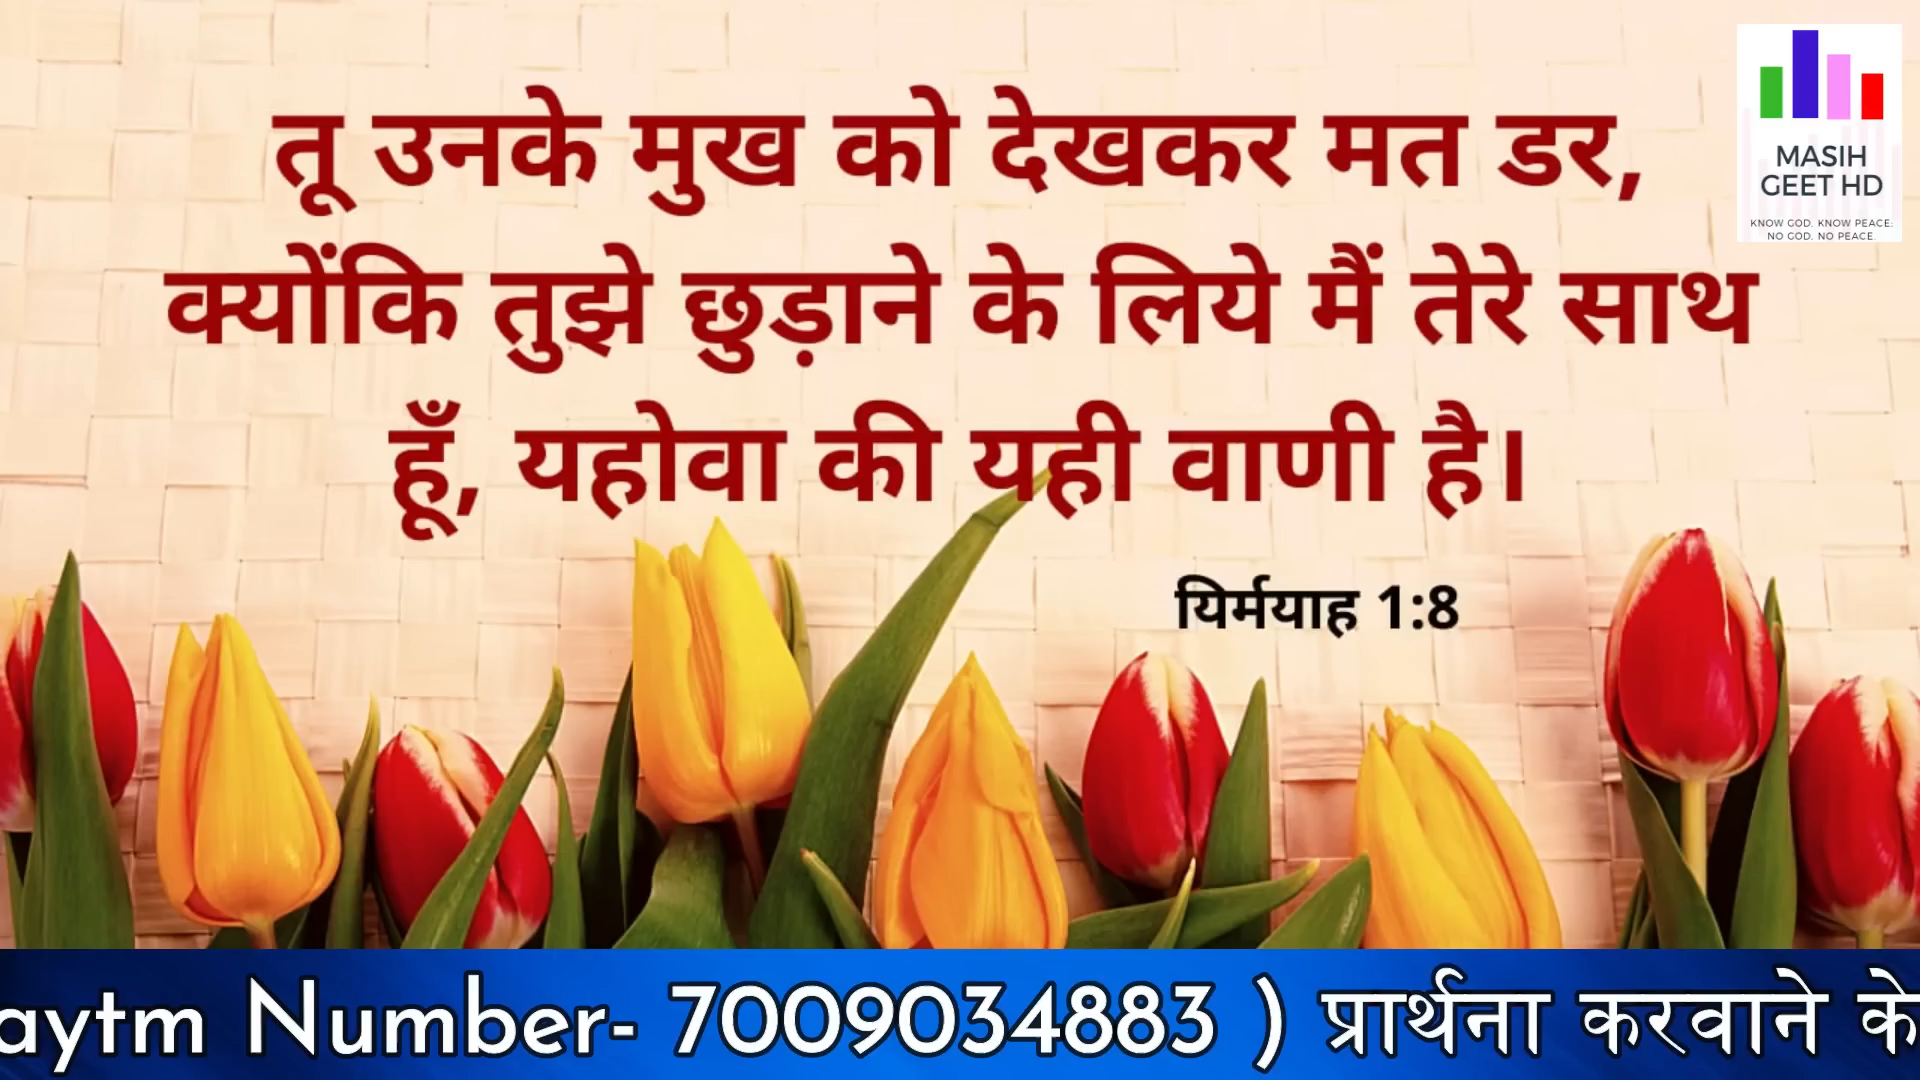 तू उनके मुख को देखकर मत डर,
क्योंकि तुझे छुड़ाने के लिये मैं तेरे साथ
हूँ, यहोवा की यही वाणी है।
यिर्मयाह 1:8
MASIH
GEET HD
KNOW GOD. KNOW PEACE:
NO GOD. NO PEACE.
aytm Number- 7009034883 ) प्रार्थना करवाने के